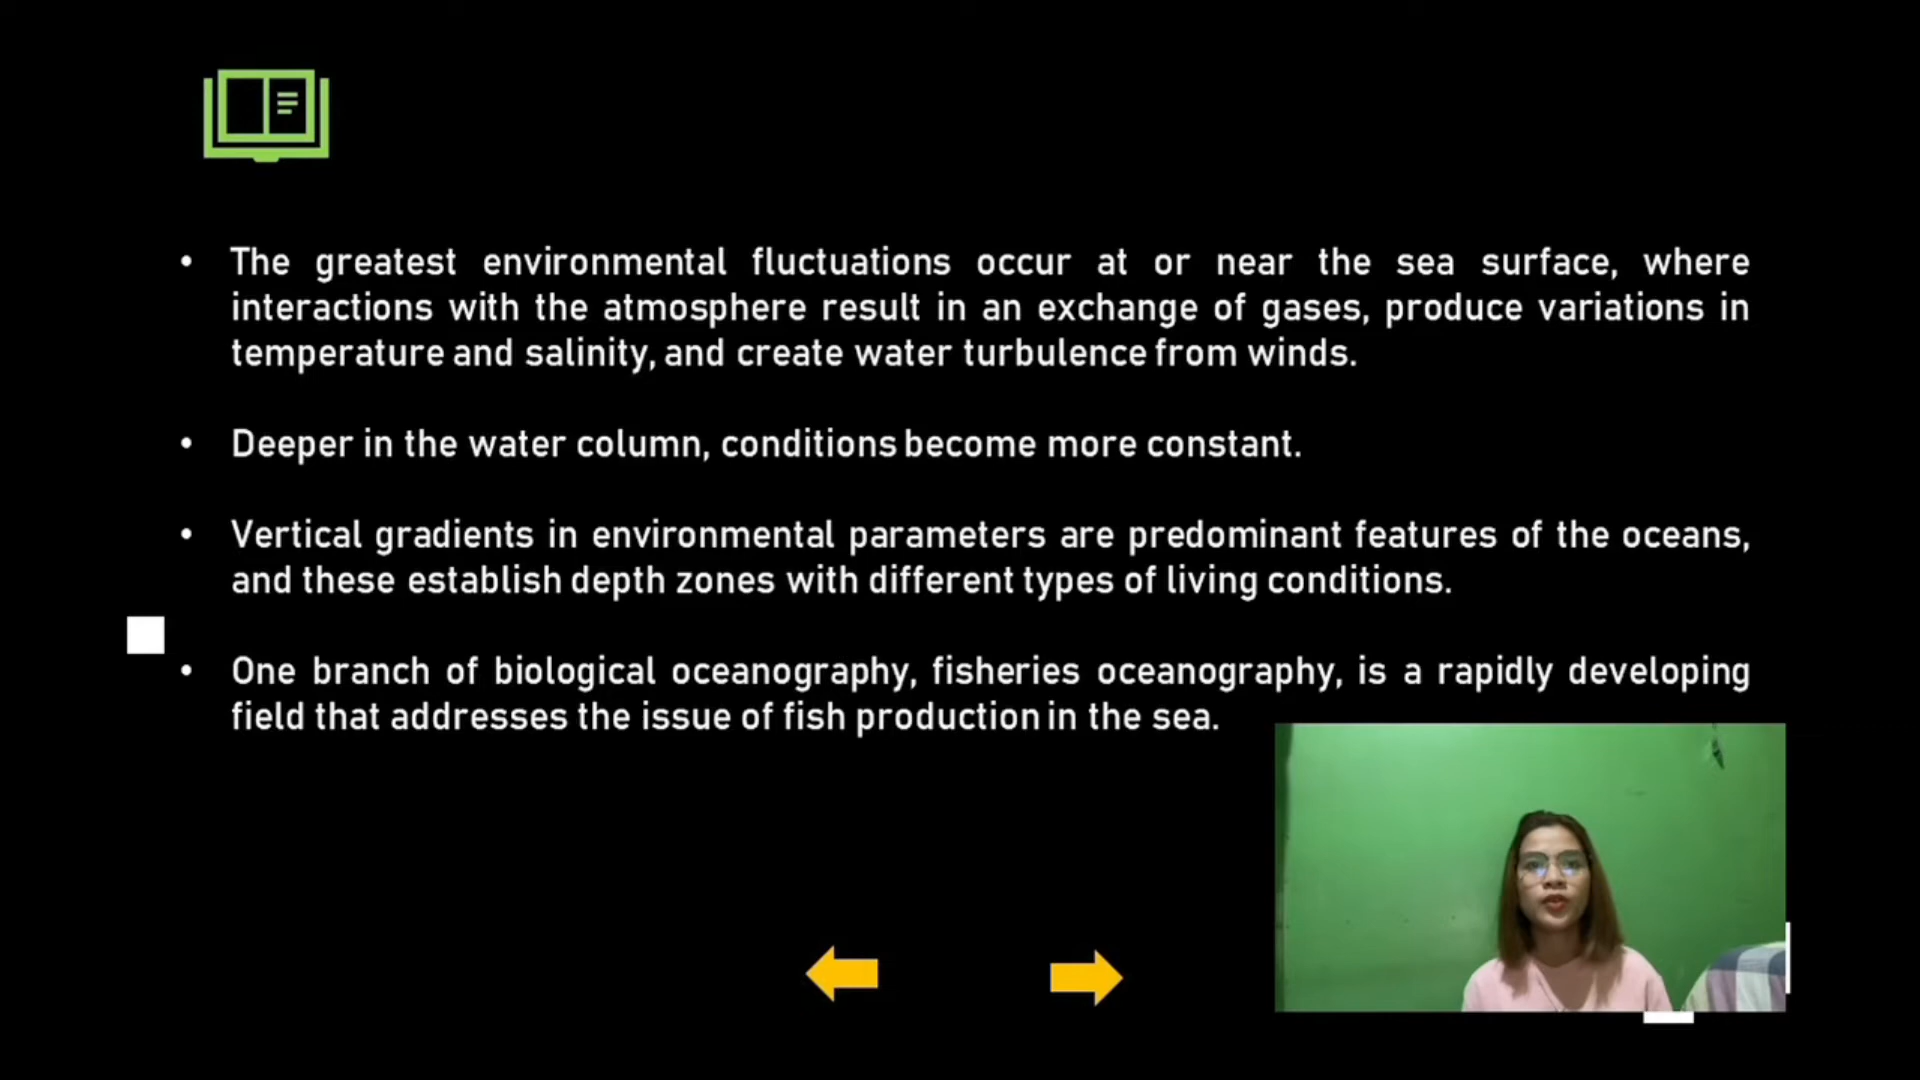 • The greatest environmental fluctuations occur at or near the sea surface, where
interactions with the atmosphere result in an exchange of gases, produce variations in
temperature and salinity, and create water turbulence from winds.
• Deeper in the water column, conditions become more constant.
• Vertical gradients in environmental parameters are predominant features of the oceans,
and these establish depth zones with different types of living conditions.
• One branch of biological oceanography, fisheries oceanography, is a rapidly developing
field that addresses the issue of fish production in the sea.